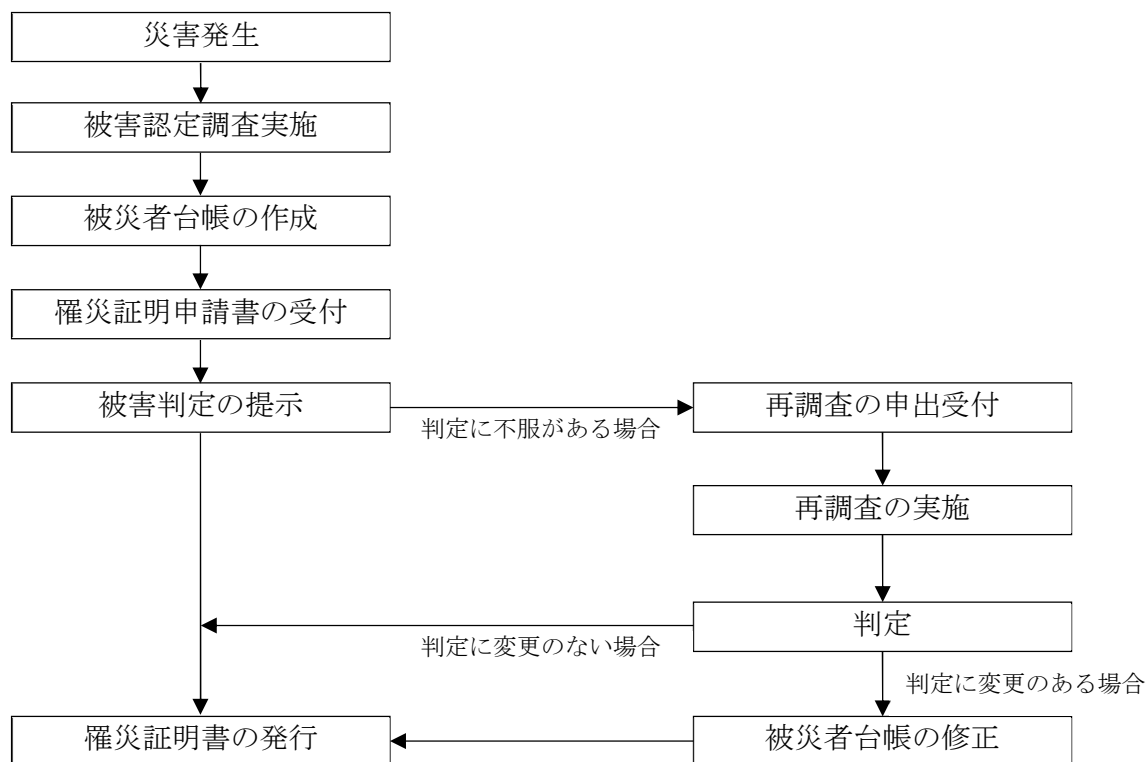 災害発生
被害認定調査実施
被災者台帳の作成
罹災証明申請書の受付
被害判定の提示
判定に不服がある場合
再調査の申出受付
再調査の実施
判定
判定に変更のない場合
判定に変更のある場合
罹災証明書の発行
被災者台帳の修正